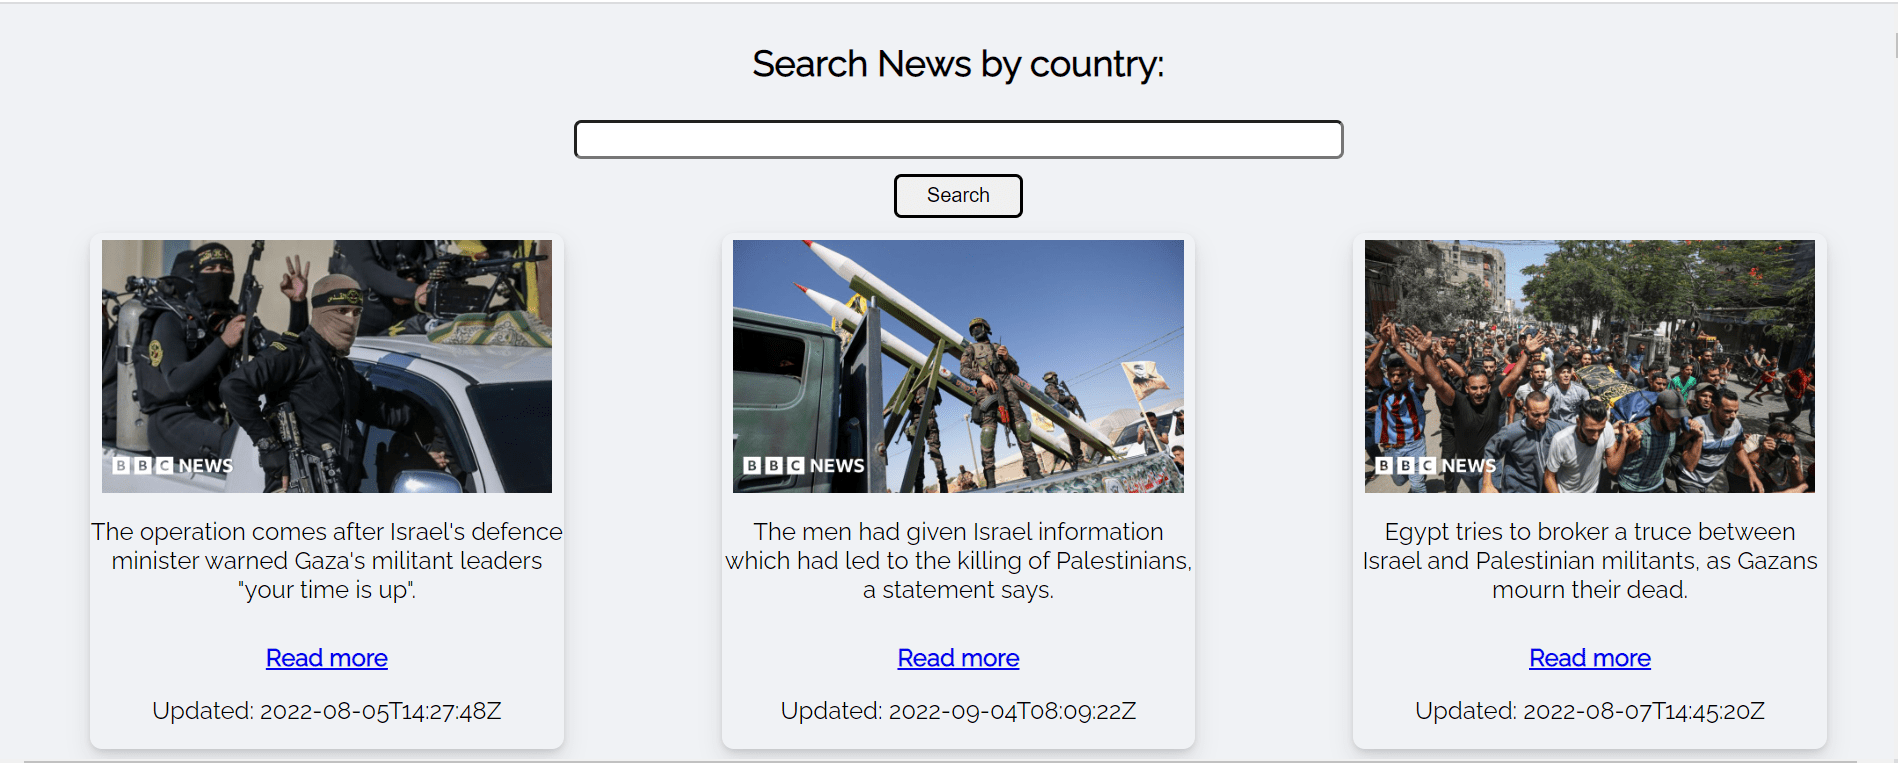 Search News by country:
Search
BBC NEWS
BBC NEWS
BBC NEWS
The operation comes after Israel's defence
minister warned Gaza's militant leaders
"your time is up".
Read more
Updated: 2022-08-05T14:27:48Z
The men had given Israel information
which had led to the killing of Palestinians,
a statement says.
Read more
Updated: 2022-09-04T08:09:22Z
Egypt tries to broker a truce between
Israel and Palestinian militants, as Gazans
mourn their dead.
Read more
Updated: 2022-08-07T14:45:20Z